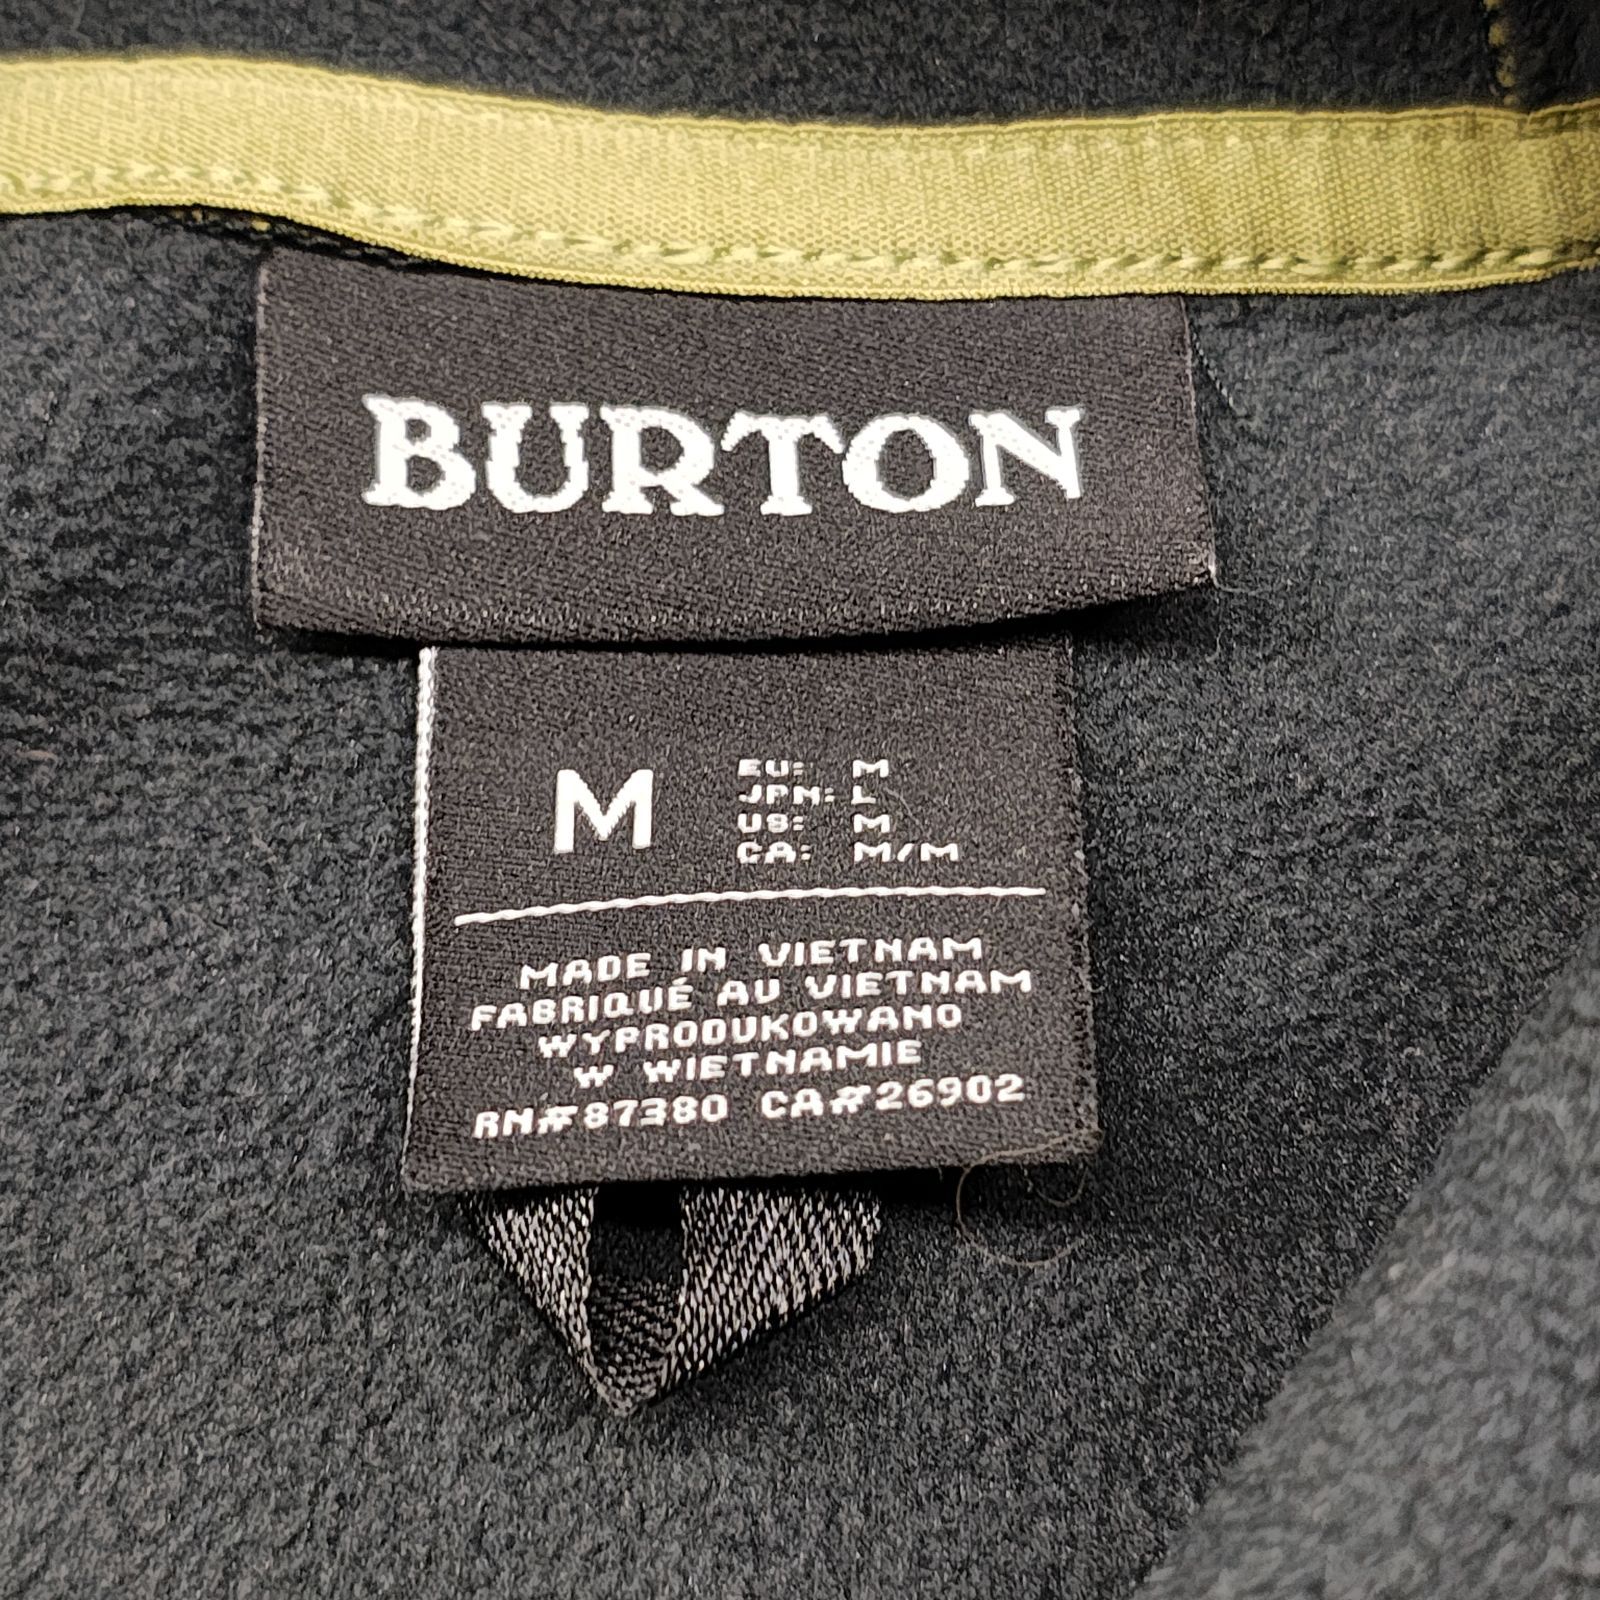 BURTON
M
EU: M
JPN: L
US: M
CA: M/M
MADE IN VIETNAM
FABRIQUÉ AU VIETNAM
WYPRODUKOWANO
W WIETNAMIE
RN#87380 CA#26902